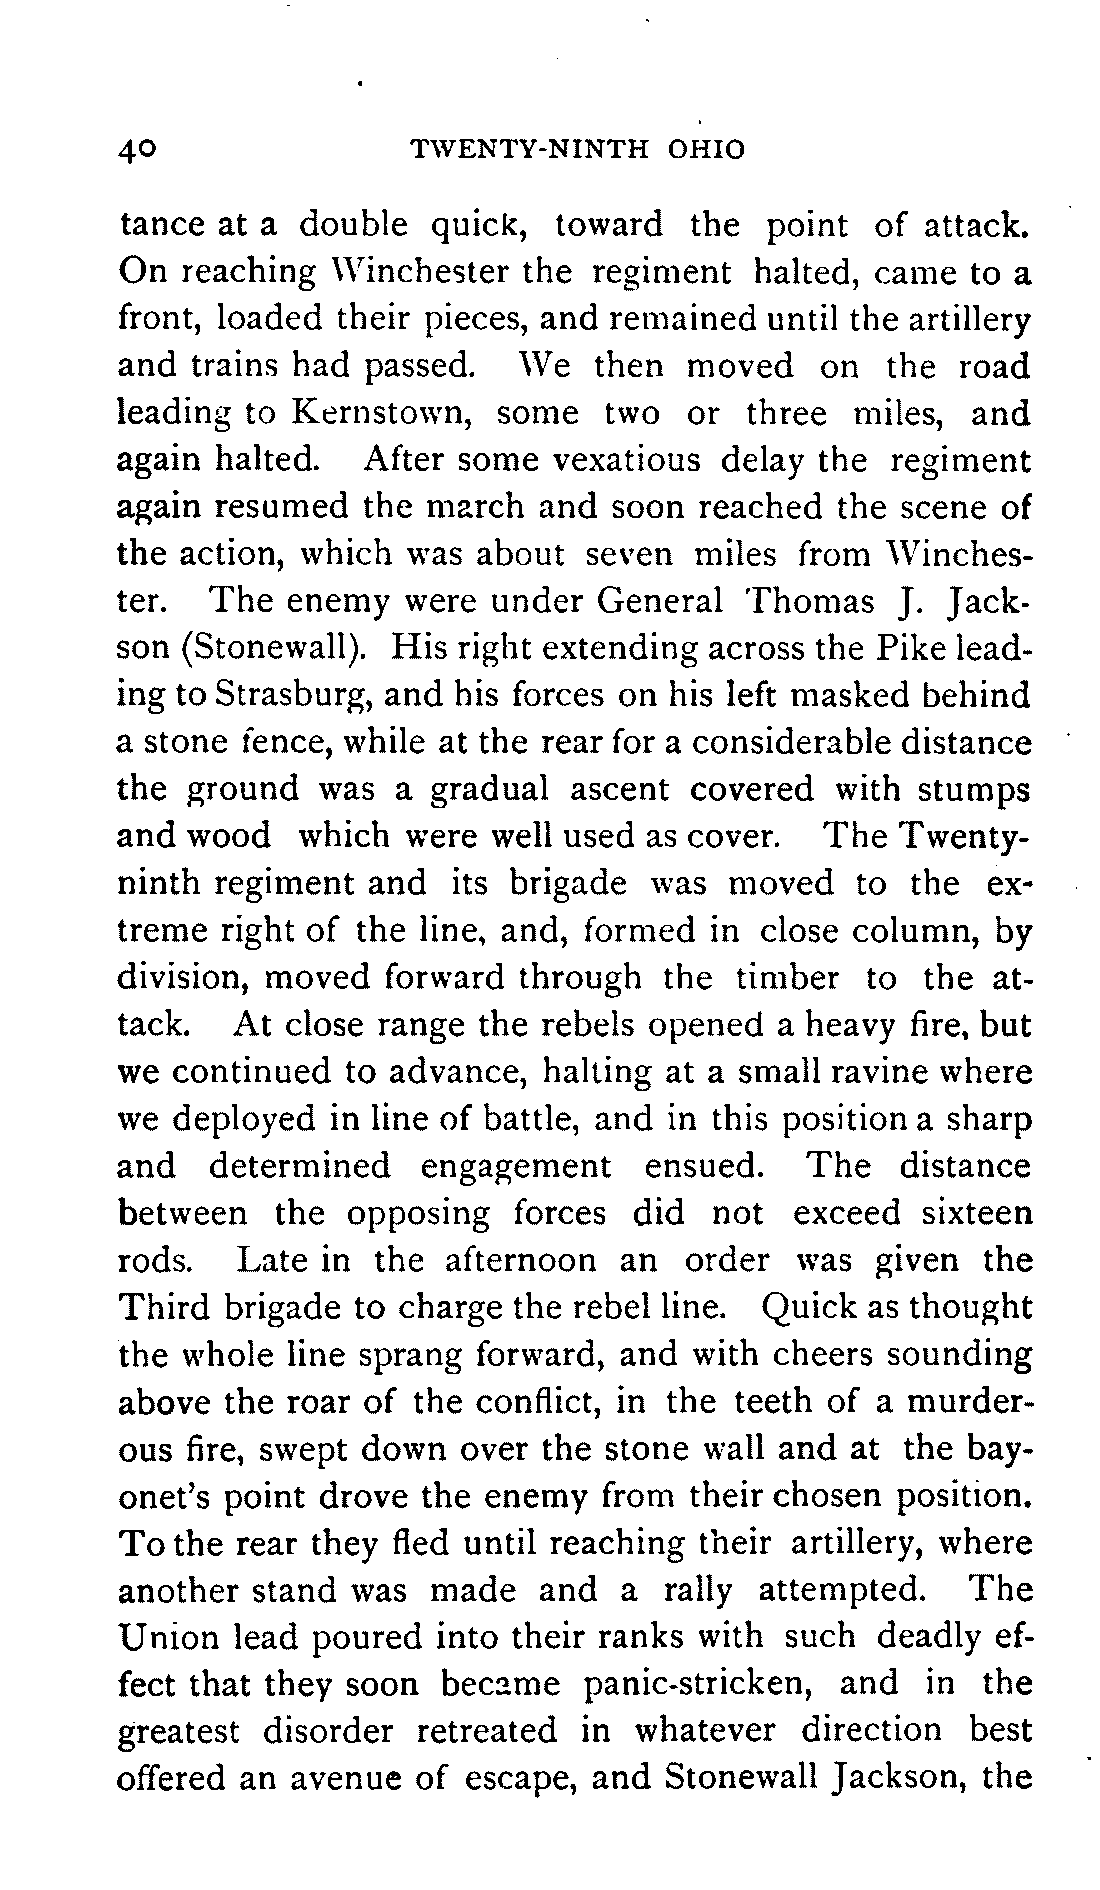 40 TWENTY-NINTH OHIO
tance at a double quick, toward the point of attack.
On reaching Winchester the regiment halted, came to a
front, loaded their pieces, and remained until the artillery
and trains had passed. We then moved on the road
leading to Kernstown, some two or three miles, and
again halted. After some vexatious delay the regiment
again resumed the march and soon reached the scene of
the action, which was about seven miles from Winches-
ter. The enemy were under General Thomas J. Jack-
son (Stonewall). His right extending across the Pike lead-
ing to Strasburg, and his forces on his left masked behind
a stone fence, while at the rear for a considerable distance
the ground was a gradual ascent covered with stumps
and wood which were well used as cover. The Twenty-
ninth regiment and its brigade was moved to the ex-
treme right of the line, and, formed in close column, by
division, moved forward through the timber to the at-
tack. At close range the rebels opened a heavy fire, but
we continued to advance, halting at a small ravine where
we deployed in line of battle, and in this position a sharp
and determined engagement ensued. The distance
between the opposing forces did not exceed sixteen
rods. Late in the afternoon an order was given the
Third brigade to charge the rebel line. Quick as thought
the whole line sprang forward, and with cheers sounding
above the roar of the conflict, in the teeth of a murder-
ous fire, swept down over the stone wall and at the bay-
onet's point drove the enemy from their chosen position.
To the rear they fled until reaching their artillery, where
another stand was made and a rally attempted. The
Union lead poured into their ranks with such deadly ef-
fect that they soon became panic-stricken, and in the
greatest disorder retreated in whatever direction best
offered an avenue of escape, and Stonewall Jackson, the